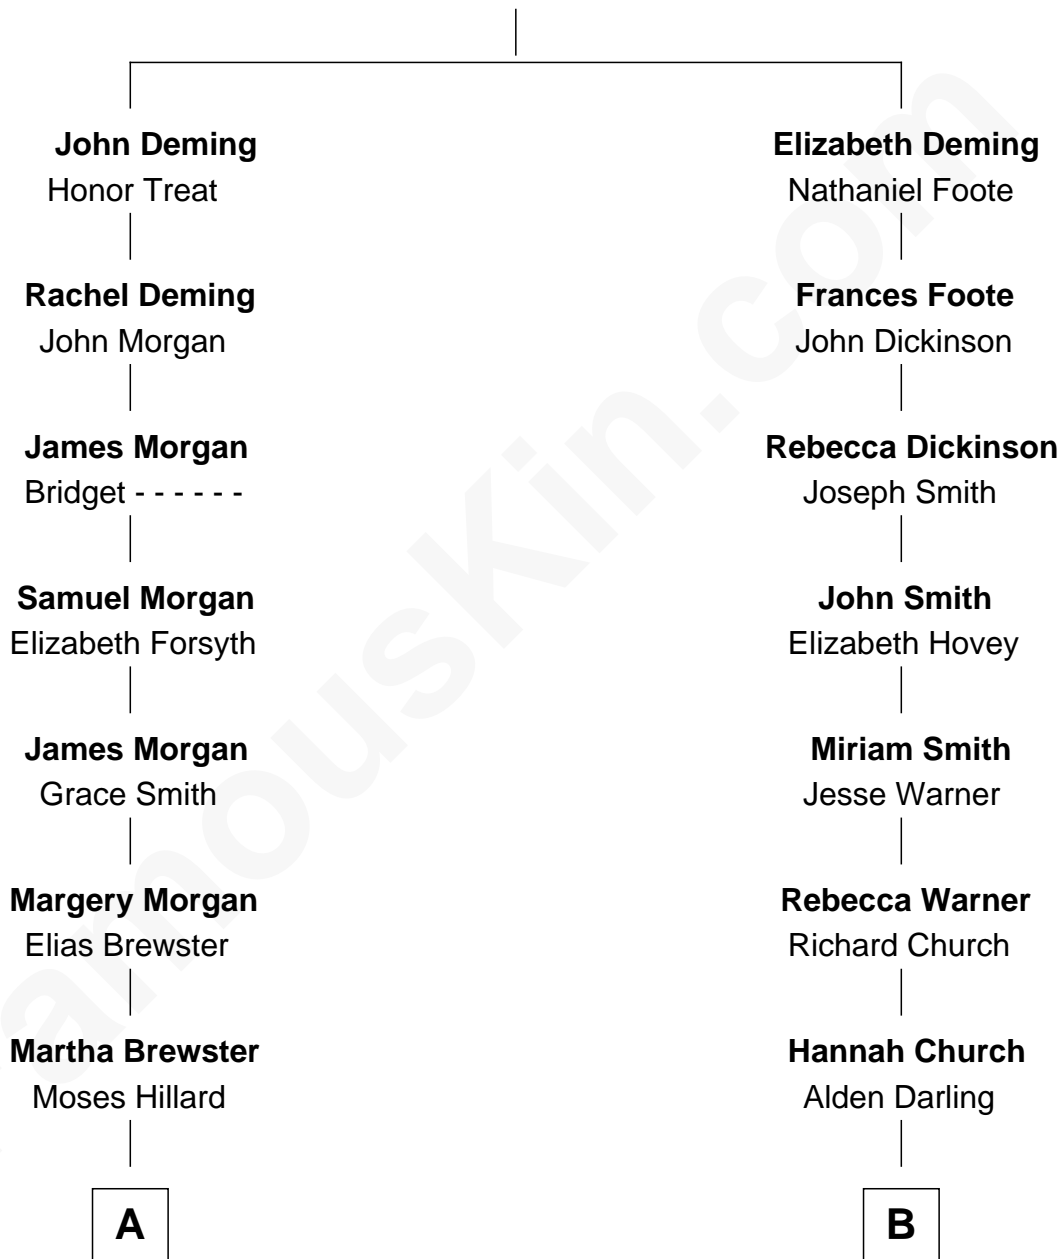 John Deming
Honor Treat
Elizabeth Deming
Nathaniel Foote
Rachel Deming
John Morgan
Frances Foote
John Dickinson
James Morgan
Bridget - - - - - -
Rebecca Dickinson
Joseph Smith
Samuel Morgan
Elizabeth Forsyth
John Smith
Elizabeth Hovey
James Morgan
Grace Smith
Miriam Smith
Jesse Warner
Margery Morgan
Elias Brewster
Rebecca Warner
Richard Church
Martha Brewster
Moses Hillard
Hannah Church
Alden Darling
A
B
amouskin.com